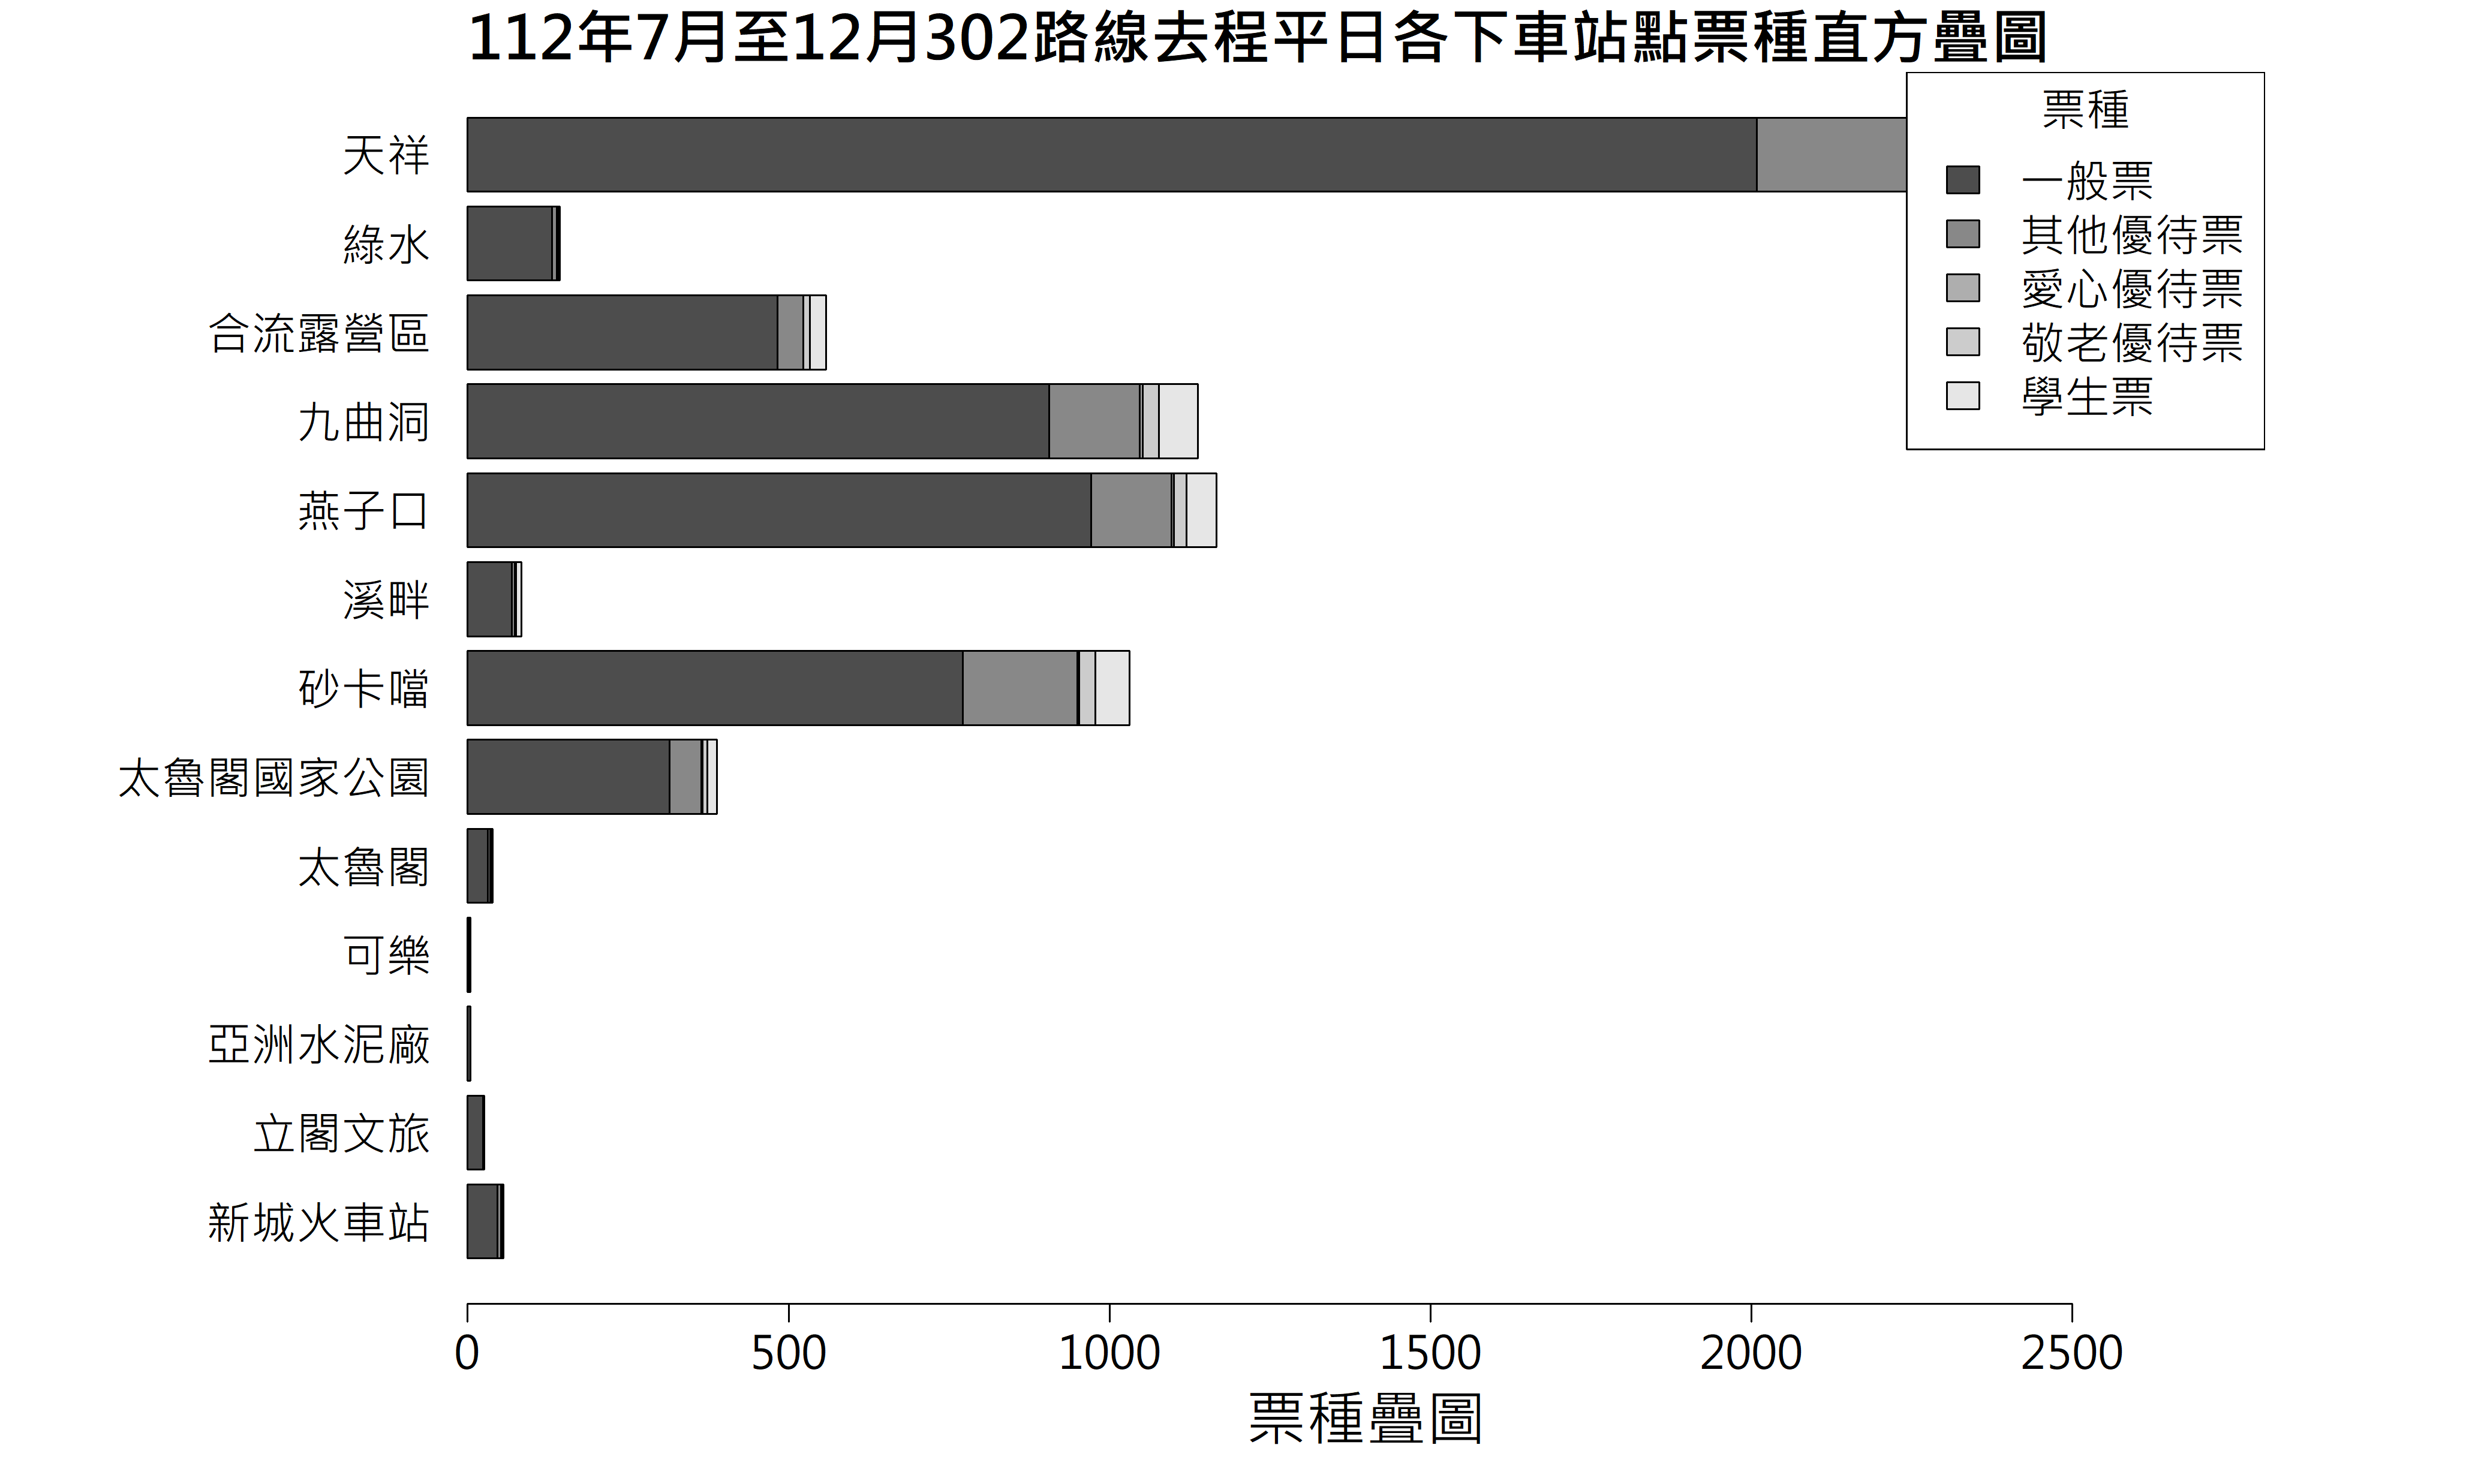 112年7月至12月302路線去程平日各下車站點票種直方疊圖
票種
一般票
其他優待票
愛心優待票
敬老優待票
學生票
天祥
綠水
合流露營區
九曲洞
燕子口
溪畔
砂卡噹
太魯閣國家公園
太魯閣
可樂
亞洲水泥廠
立閣文旅
新城火車站
0 500 1000 1500 2000 2500
票種疊圖